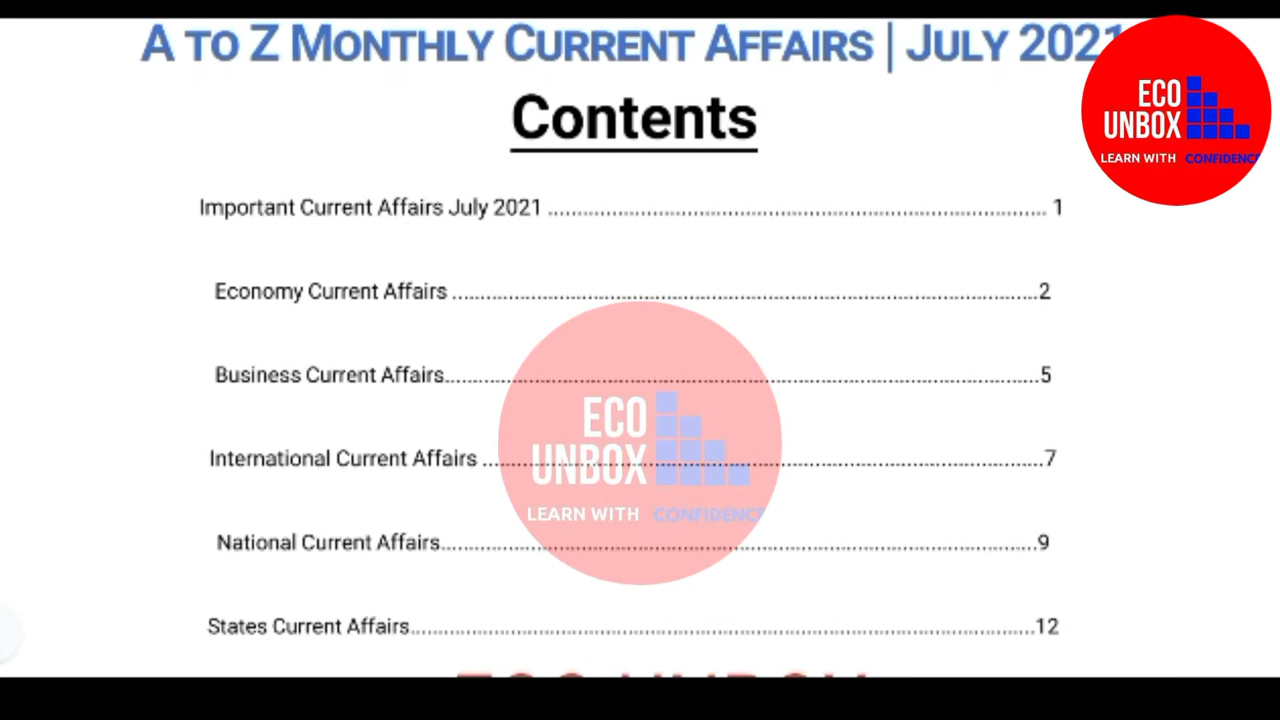 A TO Z MONTHLY CURRENT AFFAIRS | JULY 2021
Contents
ECO
UNBOX
LEARN WITH CONFIDENCE
Important Current Affairs July 2021 ........ 1
Economy Current Affairs ........ 2
Business Current Affairs........ 5
International Current Affairs ........ 7
National Current Affairs........ 9
States Current Affairs........ 12
ECO
UNBOX
LEARN WITH CONFIDENCE